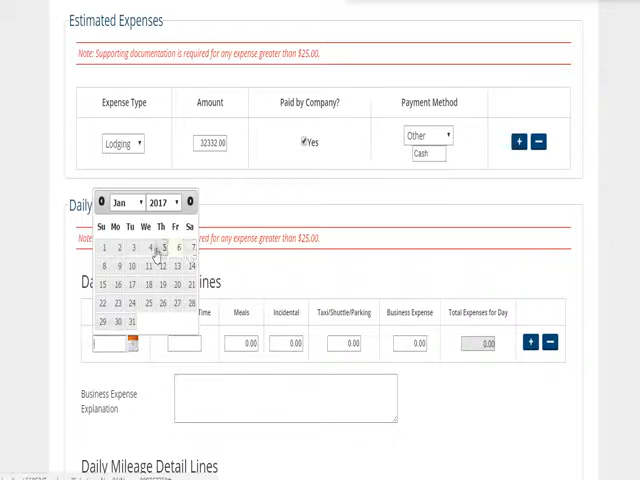 Estimated Expenses
Note: Supporting documentation is required for any expense greater than $25.00.
Expense Type Amount Paid by Company? Payment Method
Lodging 32332.00 Yes Other + −
Cash
Jan 2017
Daily
Su Mo Tu We Th Fr Sa
Note red for any expense greater than $25.00.
1 2 3 4 5 6 7
8 9 10 11 12 13 14
Da ines
15 16 17 18 19 20 21
22 23 24 25 26 27 28
Time Meals Incidental Taxi/Shuttle/Parking Business Expense Total Expenses for Day
29 30 31
0.00 0.00 0.00 0.00 0.00 + −
Business Expense
Explanation
Daily Mileage Detail Lines